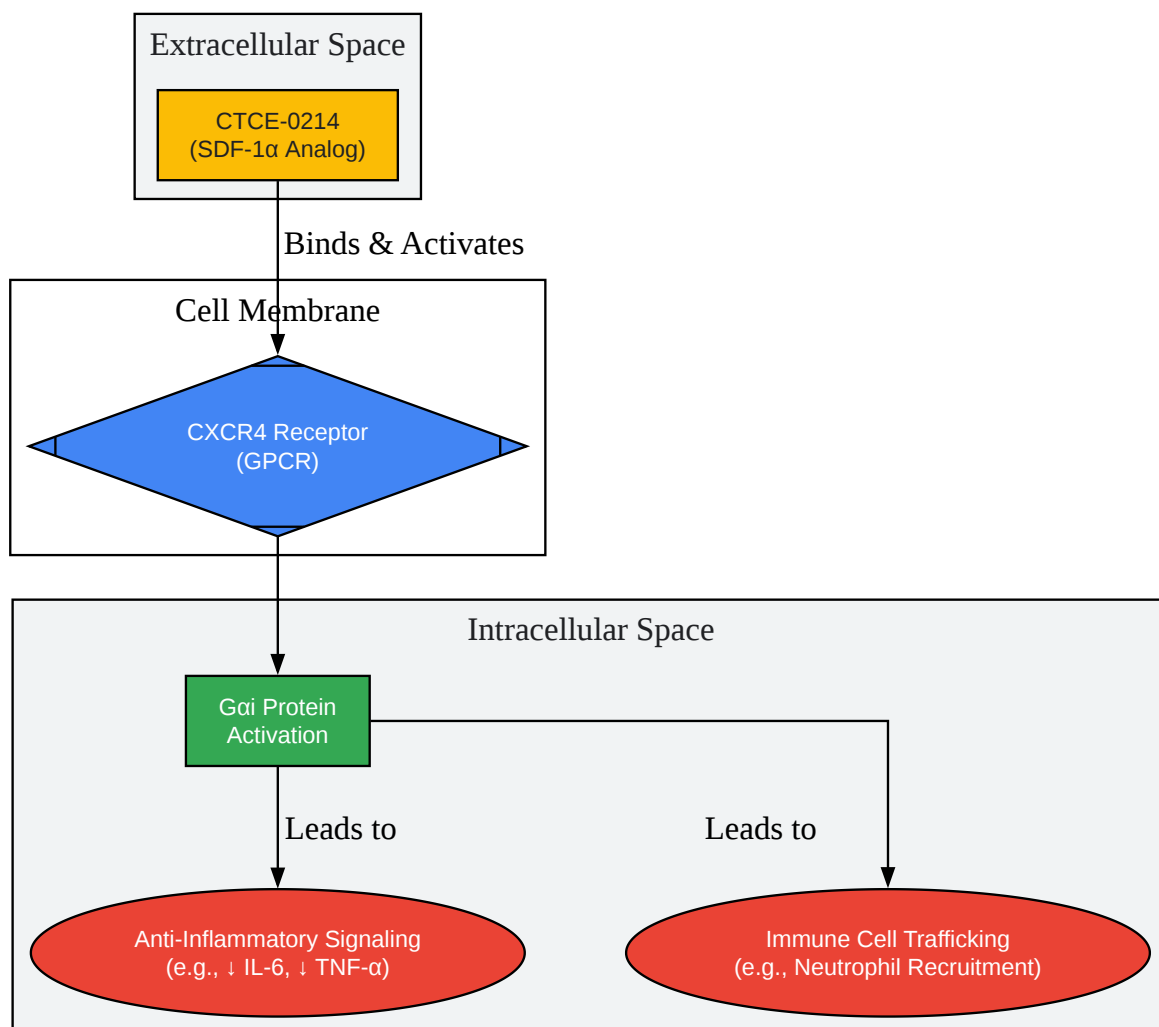 Extracellular Space
CTCE-0214
(SDF-1α Analog)
Binds & Activates
Cell Membrane
CXCR4 Receptor
(GPCR)
Intracellular Space
Gαi Protein
Activation
Leads to
Leads to
Anti-Inflammatory Signaling
(e.g., ↓ IL-6, ↓ TNF-α)
Immune Cell Trafficking
(e.g., Neutrophil Recruitment)